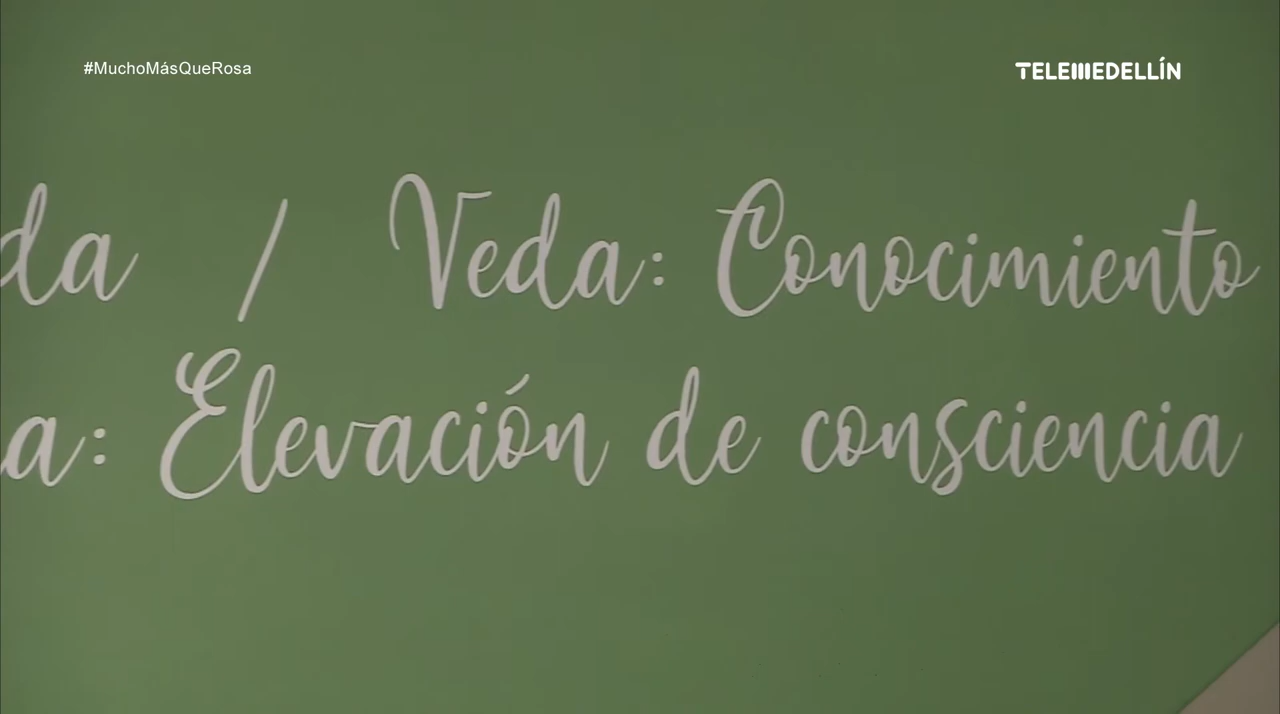 #MuchoMásQueRosa
TELEMEDELLÍN
da / Veda: Conocimiento
a: Elevación de consciencia